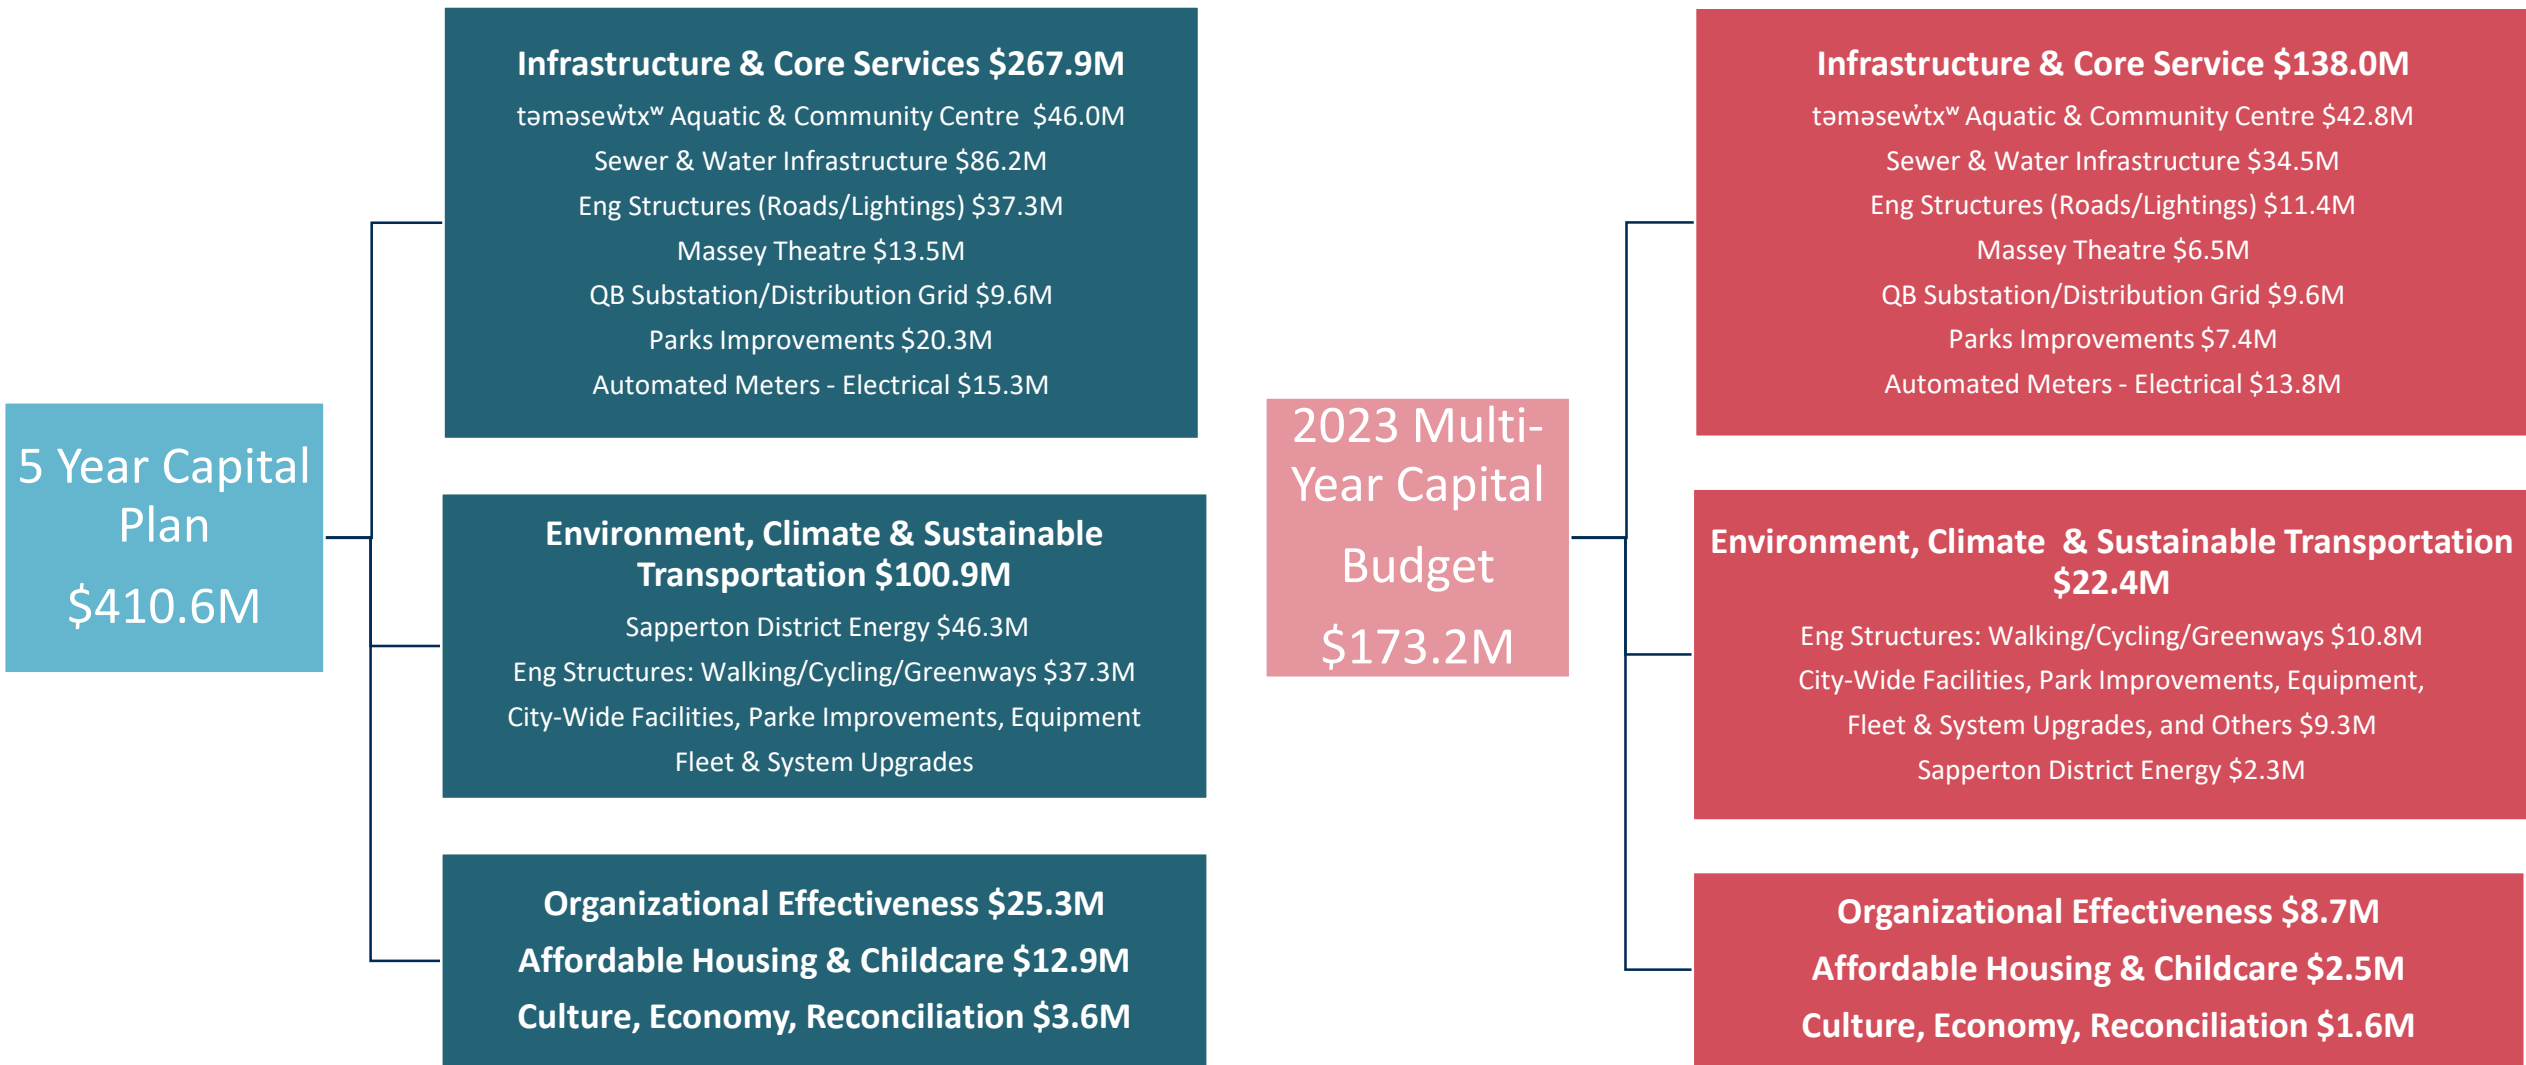 5 Year Capital
Plan
$410.6M
Infrastructure & Core Services $267.9M
təməsew̓txʷ Aquatic & Community Centre $46.0M
Sewer & Water Infrastructure $86.2M
Eng Structures (Roads/Lightings) $37.3M
Massey Theatre $13.5M
QB Substation/Distribution Grid $9.6M
Parks Improvements $20.3M
Automated Meters - Electrical $15.3M
Environment, Climate & Sustainable
Transportation $100.9M
Sapperton District Energy $46.3M
Eng Structures: Walking/Cycling/Greenways $37.3M
City-Wide Facilities, Parke Improvements, Equipment
Fleet & System Upgrades
Organizational Effectiveness $25.3M
Affordable Housing & Childcare $12.9M
Culture, Economy, Reconciliation $3.6M
2023 Multi-
Year Capital
Budget
$173.2M
Infrastructure & Core Service $138.0M
təməsew̓txʷ Aquatic & Community Centre $42.8M
Sewer & Water Infrastructure $34.5M
Eng Structures (Roads/Lightings) $11.4M
Massey Theatre $6.5M
QB Substation/Distribution Grid $9.6M
Parks Improvements $7.4M
Automated Meters - Electrical $13.8M
Environment, Climate & Sustainable Transportation
$22.4M
Eng Structures: Walking/Cycling/Greenways $10.8M
City-Wide Facilities, Park Improvements, Equipment,
Fleet & System Upgrades, and Others $9.3M
Sapperton District Energy $2.3M
Organizational Effectiveness $8.7M
Affordable Housing & Childcare $2.5M
Culture, Economy, Reconciliation $1.6M